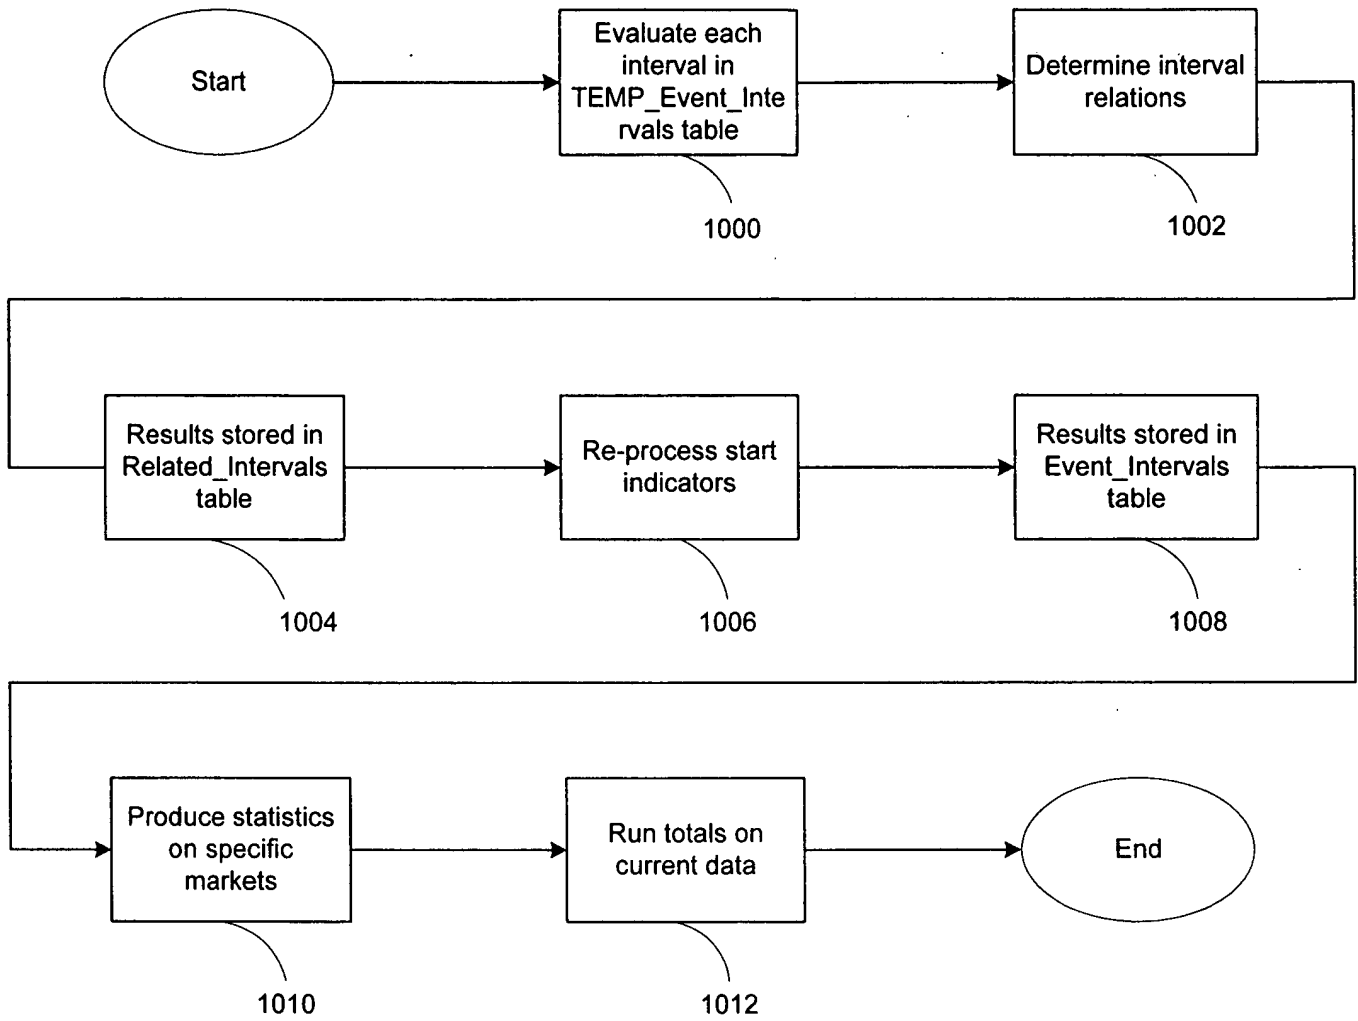 Start
Evaluate each
interval in
TEMP_Event_Inte
rvals table
Determine interval
relations
1000
1002
Results stored in
Related_Intervals
table
Re-process start
indicators
Results stored in
Event_Intervals
table
1004
1006
1008
Produce statistics
on specific
markets
Run totals on
current data
End
1010
1012